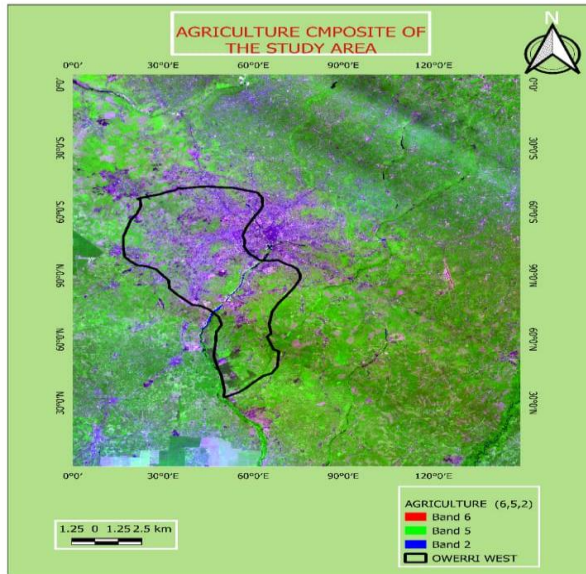 AGRICULTURE CMPOSITE OF
THE STUDY AREA
N
0°0'E 30°0'E 60°0'E 90°0'E 120°0'E
0°0' 0°0'
30°0'S 30°0'S
60°0'S 60°0'S
90°0'N 90°0'N
60°0'N 60°0'N
30°0'N 30°0'N
0°0'E 30°0'E 60°0'E 90°0'E 120°0'E
1.25 0 1.25 2.5 km
AGRICULTURE (6,5,2)
Band 6
Band 5
Band 2
OWERRI WEST